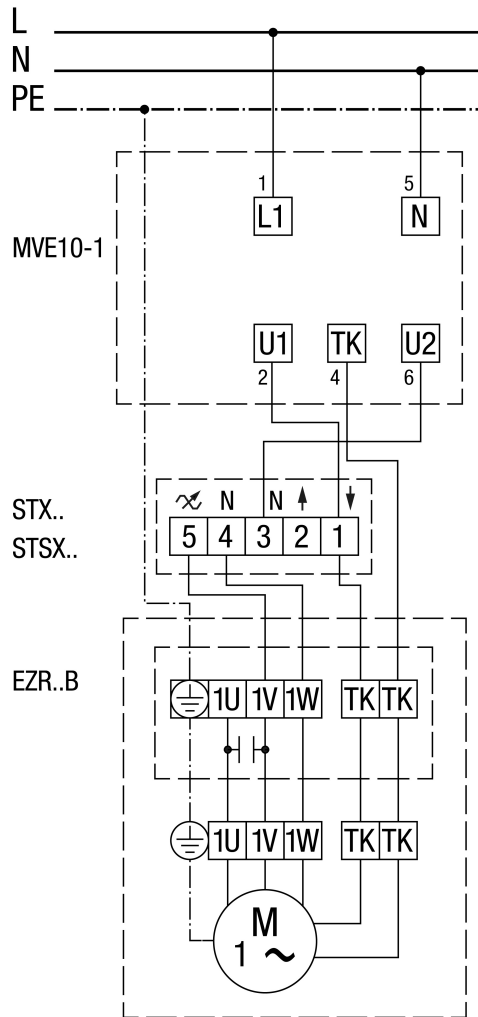 L
N
PE
1 5
L1 N
MVE10-1
U1 TK U2
2 4 6
N N
STX..
STSX..
5 4 3 2 1
EZR..B
1U 1V 1W TK TK
1U 1V 1W TK TK
M
1 ~